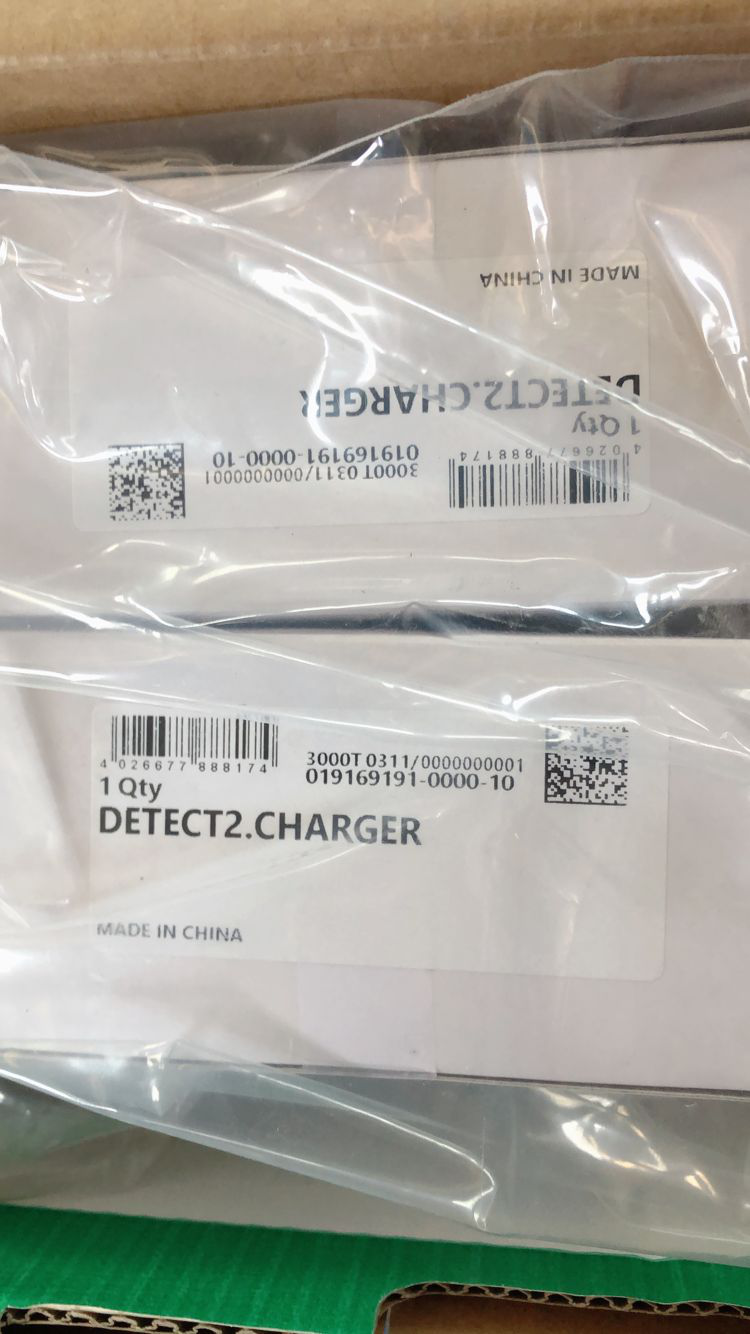 MADE IN CHINA
DETECT2.CHARGER
1 Qty
019169191-0000-10
3000T 0311/0000000001
4 026677 888174
4 026677 888174
3000T 0311/0000000001
019169191-0000-10
1 Qty
DETECT2.CHARGER
MADE IN CHINA